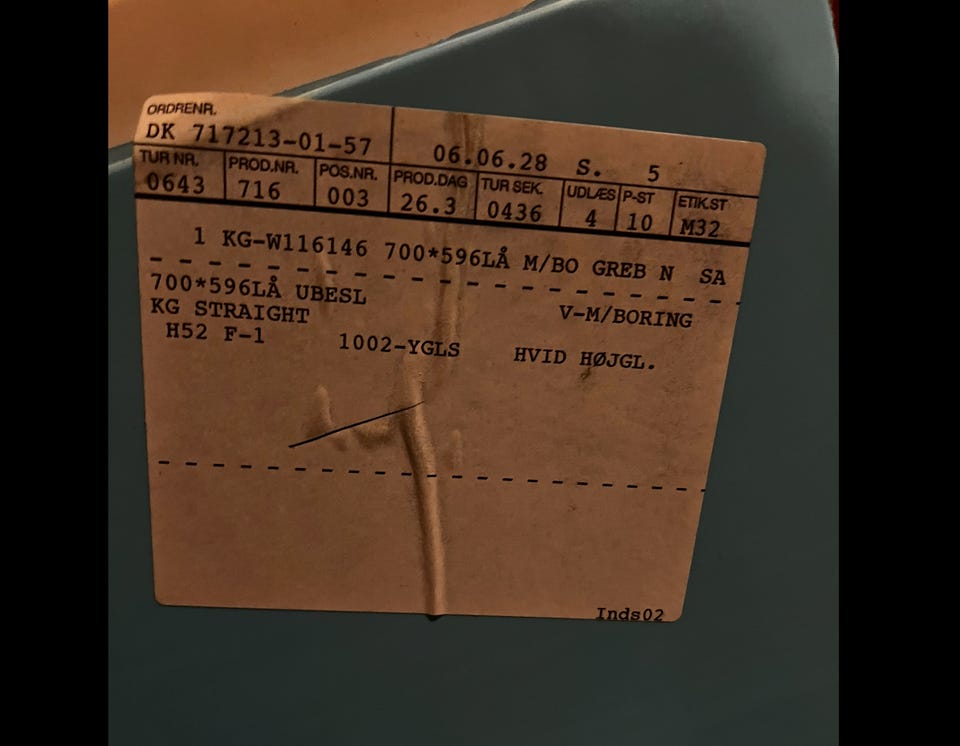 ORDRENR.
DK 717213-01-57 06.06.28 S. 5
TUR NR. PROD.NR. POS.NR. PROD.DAG TUR SEK. UDLÆS P-ST ETIK.ST
0643 716 003 26.3 0436 4 10 M32
1 KG-W116146 700*596LÅ M/BO GREB N SA
700*596LÅ UBESL V-M/BORING
KG STRAIGHT
H52 F-1 1002-YGLS HVID HØJGL.
Inds02